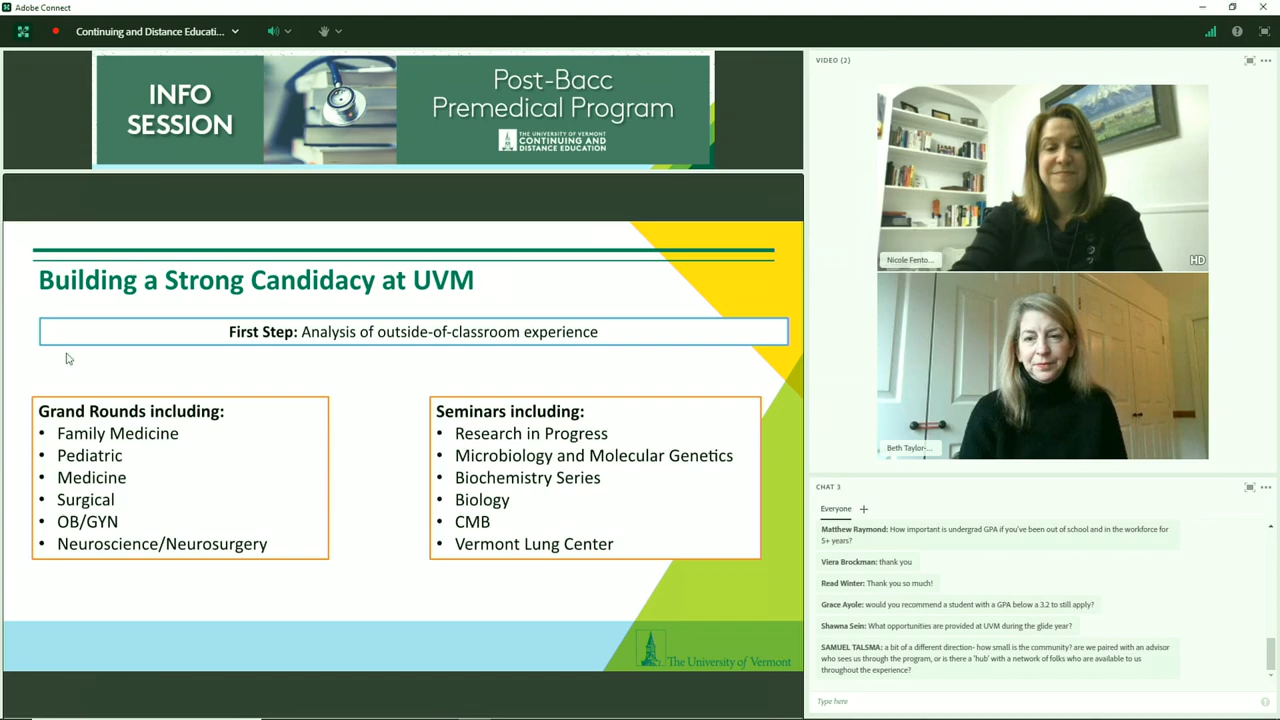 Adobe Connect
Continuing and Distance Educati...
INFO
SESSION
Post-Bacc
Premedical Program
THE UNIVERSITY OF VERMONT
CONTINUING AND
DISTANCE EDUCATION
Building a Strong Candidacy at UVM
First Step: Analysis of outside-of-classroom experience
Grand Rounds including:
• Family Medicine
• Pediatric
• Medicine
• Surgical
• OB/GYN
• Neuroscience/Neurosurgery
Seminars including:
• Research in Progress
• Microbiology and Molecular Genetics
• Biochemistry Series
• Biology
• CMB
• Vermont Lung Center
The University of Vermont
VIDEO (2)
Nicole Fento...
HD
Beth Taylor-...
CHAT 3
Everyone
Matthew Raymond: How important is undergrad GPA if you've been out of school and in the workforce for
5+ years?
Viera Brockman: thank you
Read Winter: Thank you so much!
Grace Ayole: would you recommend a student with a GPA below a 3.2 to still apply?
Shawna Sein: What opportunities are provided at UVM during the glide year?
SAMUEL TALSMA: a bit of a different direction- how small is the community? are we paired with an advisor
who sees us through the program, or is there a 'hub' with a network of folks who are available to us
throughout the experience?
Type here